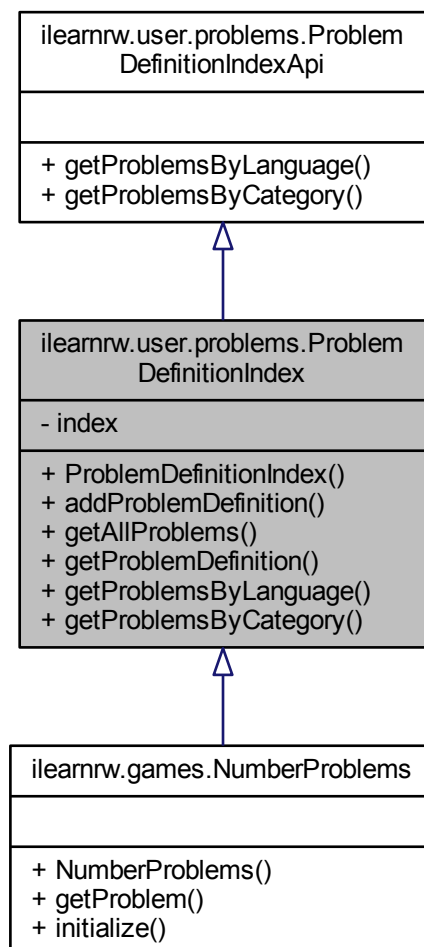 ilearnrw.user.problems.Problem
DefinitionIndexApi
+ getProblemsByLanguage()
+ getProblemsByCategory()
ilearnrw.user.problems.Problem
DefinitionIndex
- index
+ ProblemDefinitionIndex()
+ addProblemDefinition()
+ getAllProblems()
+ getProblemDefinition()
+ getProblemsByLanguage()
+ getProblemsByCategory()
ilearnrw.games.NumberProblems
+ NumberProblems()
+ getProblem()
+ initialize()